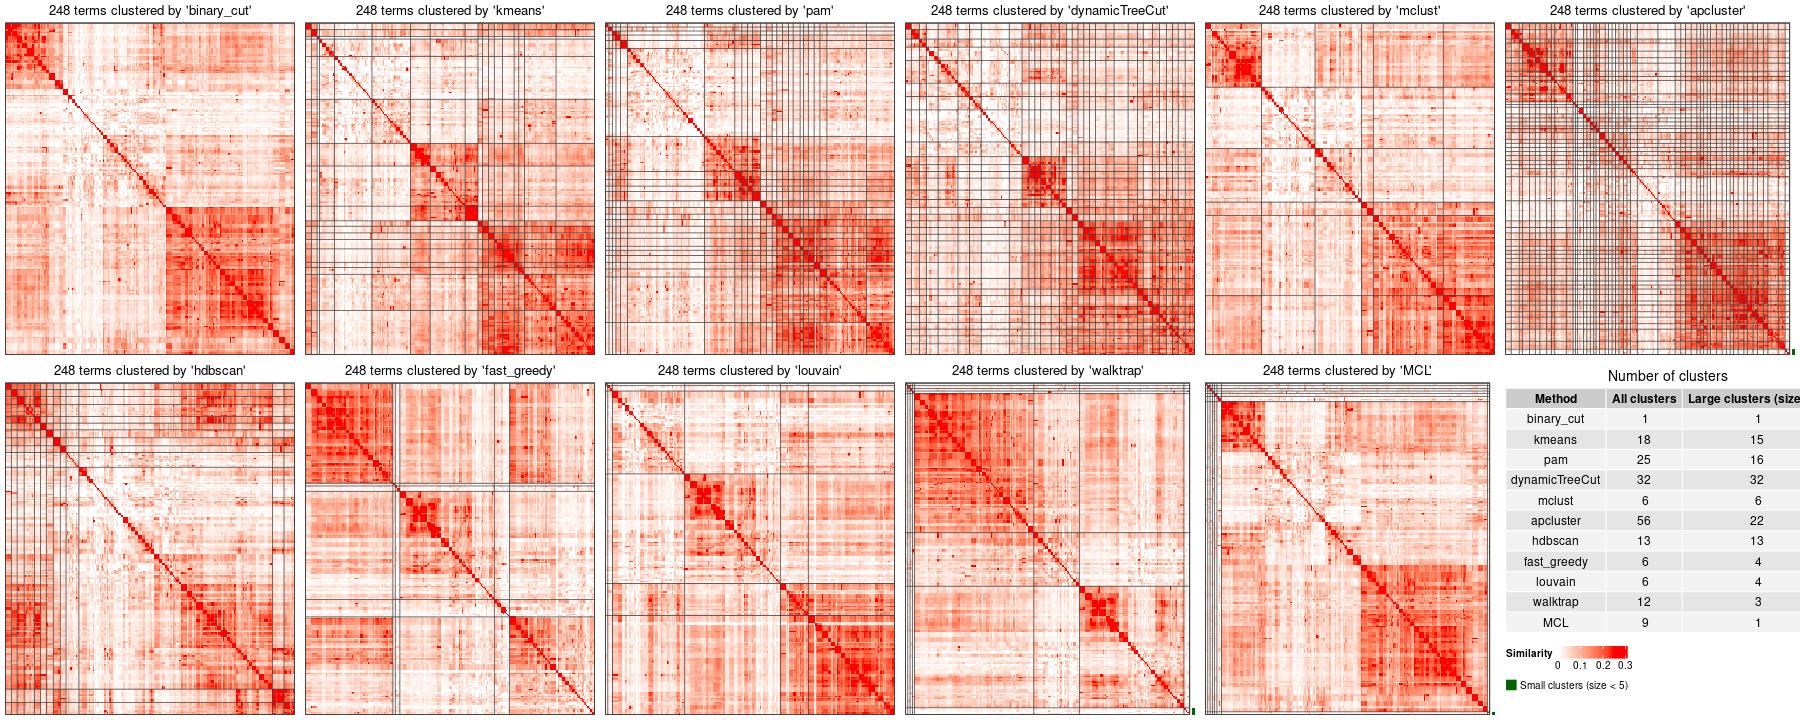 248 terms clustered by 'binary_cut'
248 terms clustered by 'kmeans'
248 terms clustered by 'pam'
248 terms clustered by 'dynamicTreeCut'
248 terms clustered by 'mclust'
248 terms clustered by 'apcluster'
248 terms clustered by 'hdbscan'
248 terms clustered by 'fast_greedy'
248 terms clustered by 'louvain'
248 terms clustered by 'walktrap'
248 terms clustered by 'MCL'
Number of clusters
Method All clusters Large clusters (size
binary_cut 1 1
kmeans 18 15
pam 25 16
dynamicTreeCut 32 32
mclust 6 6
apcluster 56 22
hdbscan 13 13
fast_greedy 6 4
louvain 6 4
walktrap 12 3
MCL 9 1
Similarity
0 0.1 0.2 0.3
Small clusters (size < 5)